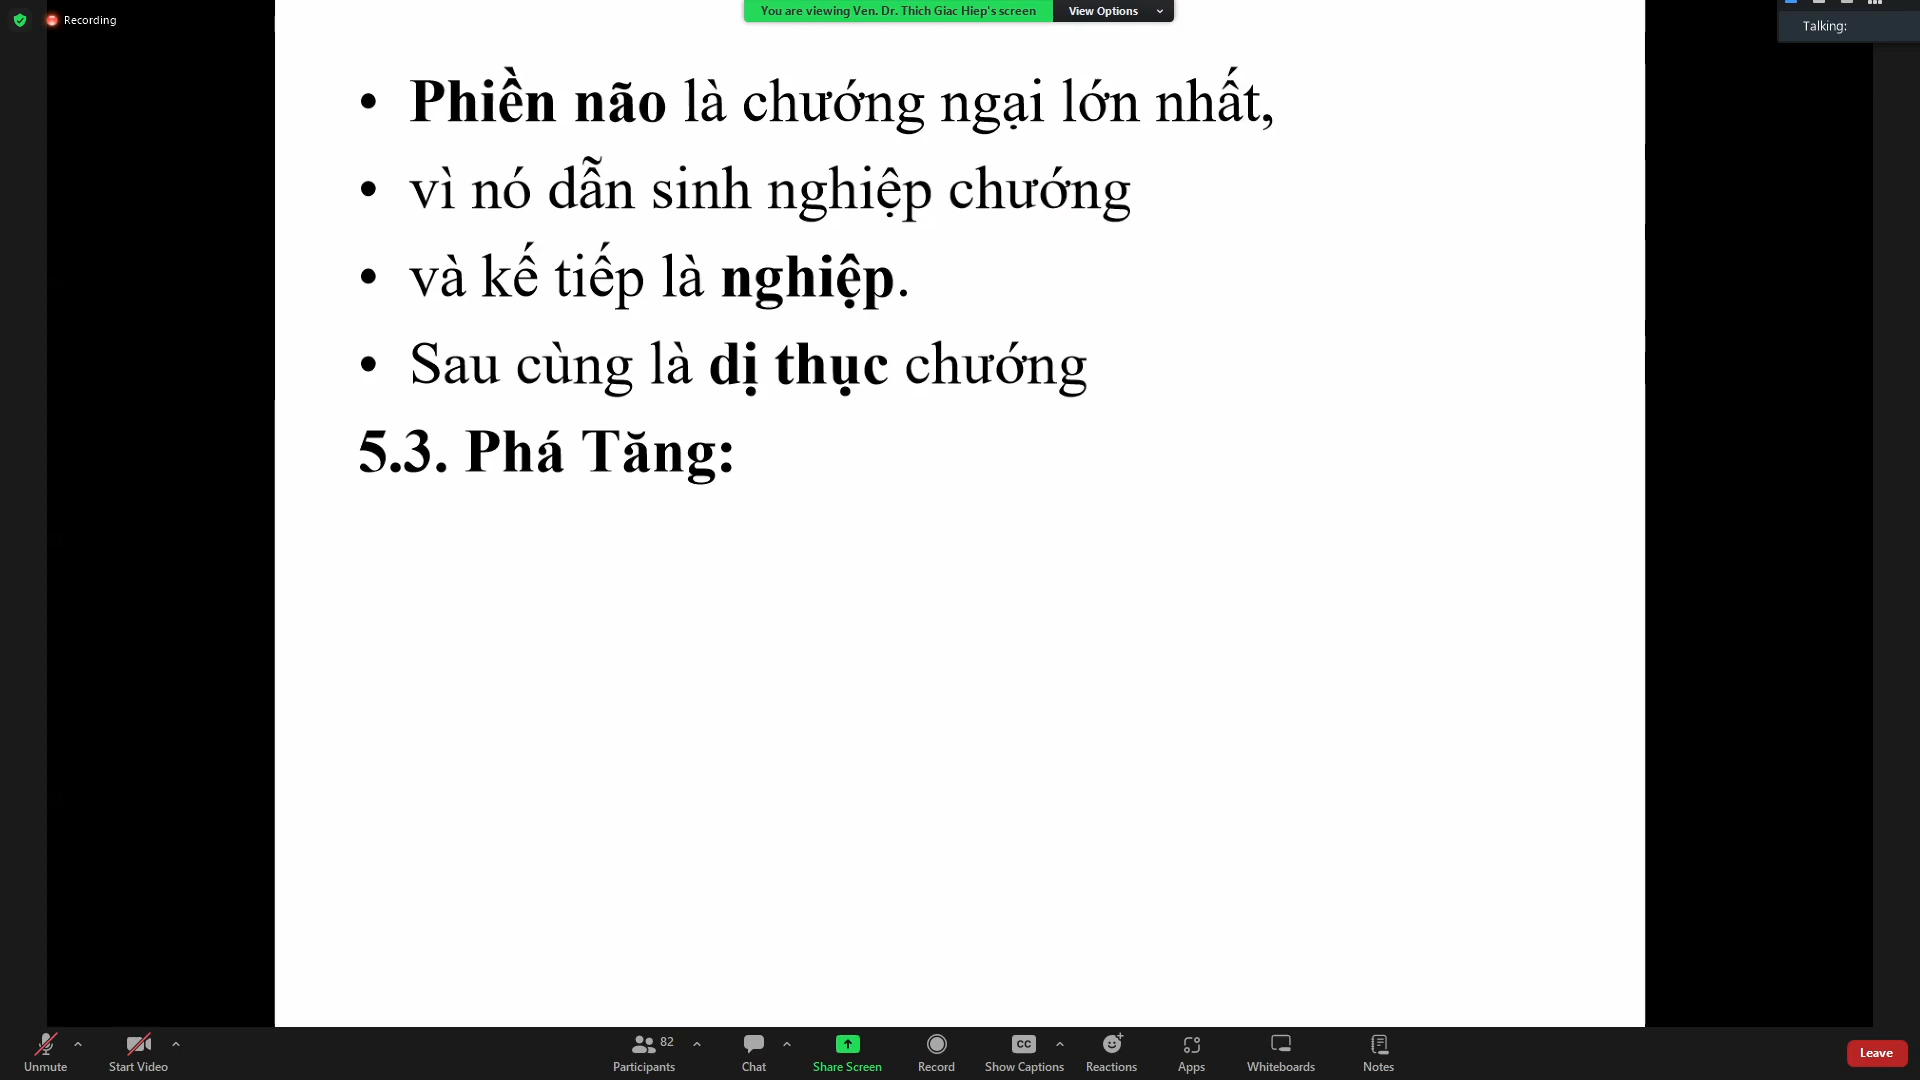 Recording
You are viewing Ven. Dr. Thich Giac Hiep's screen
View Options
Talking:
• Phiền não là chướng ngại lớn nhất,
• vì nó dẫn sinh nghiệp chướng
• và kế tiếp là nghiệp.
• Sau cùng là dị thục chướng
5.3. Phá Tăng:
Unmute
Start Video
82
Participants
Chat
Share Screen
Record
CC
Show Captions
Reactions
Apps
Whiteboards
Notes
Leave